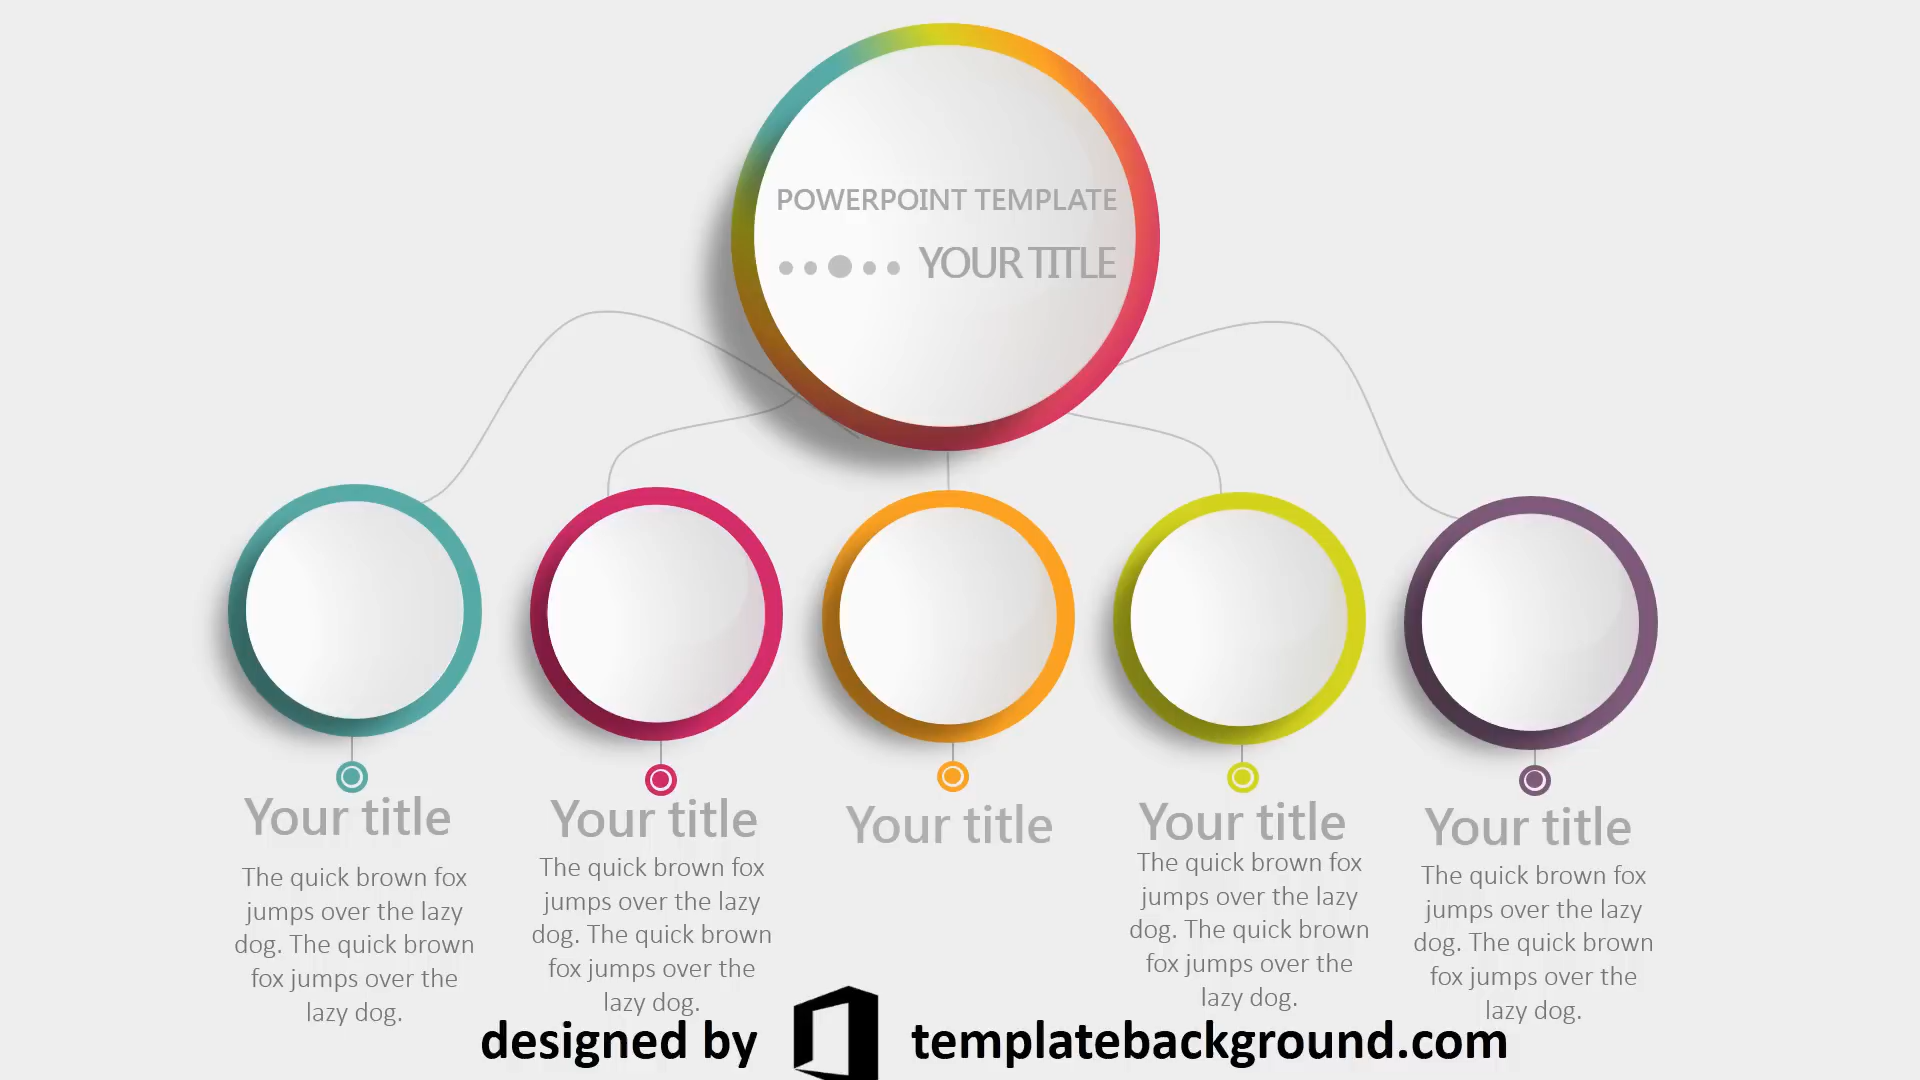 POWERPOINT TEMPLATE
YOUR TITLE
Your title
The quick brown fox
jumps over the lazy
dog. The quick brown
fox jumps over the
lazy dog.
Your title
The quick brown fox
jumps over the lazy
dog. The quick brown
fox jumps over the
lazy dog.
Your title
Your title
The quick brown fox
jumps over the lazy
dog. The quick brown
fox jumps over the
lazy dog.
Your title
The quick brown fox
jumps over the lazy
dog. The quick brown
fox jumps over the
lazy dog.
designed by templatebackground.com